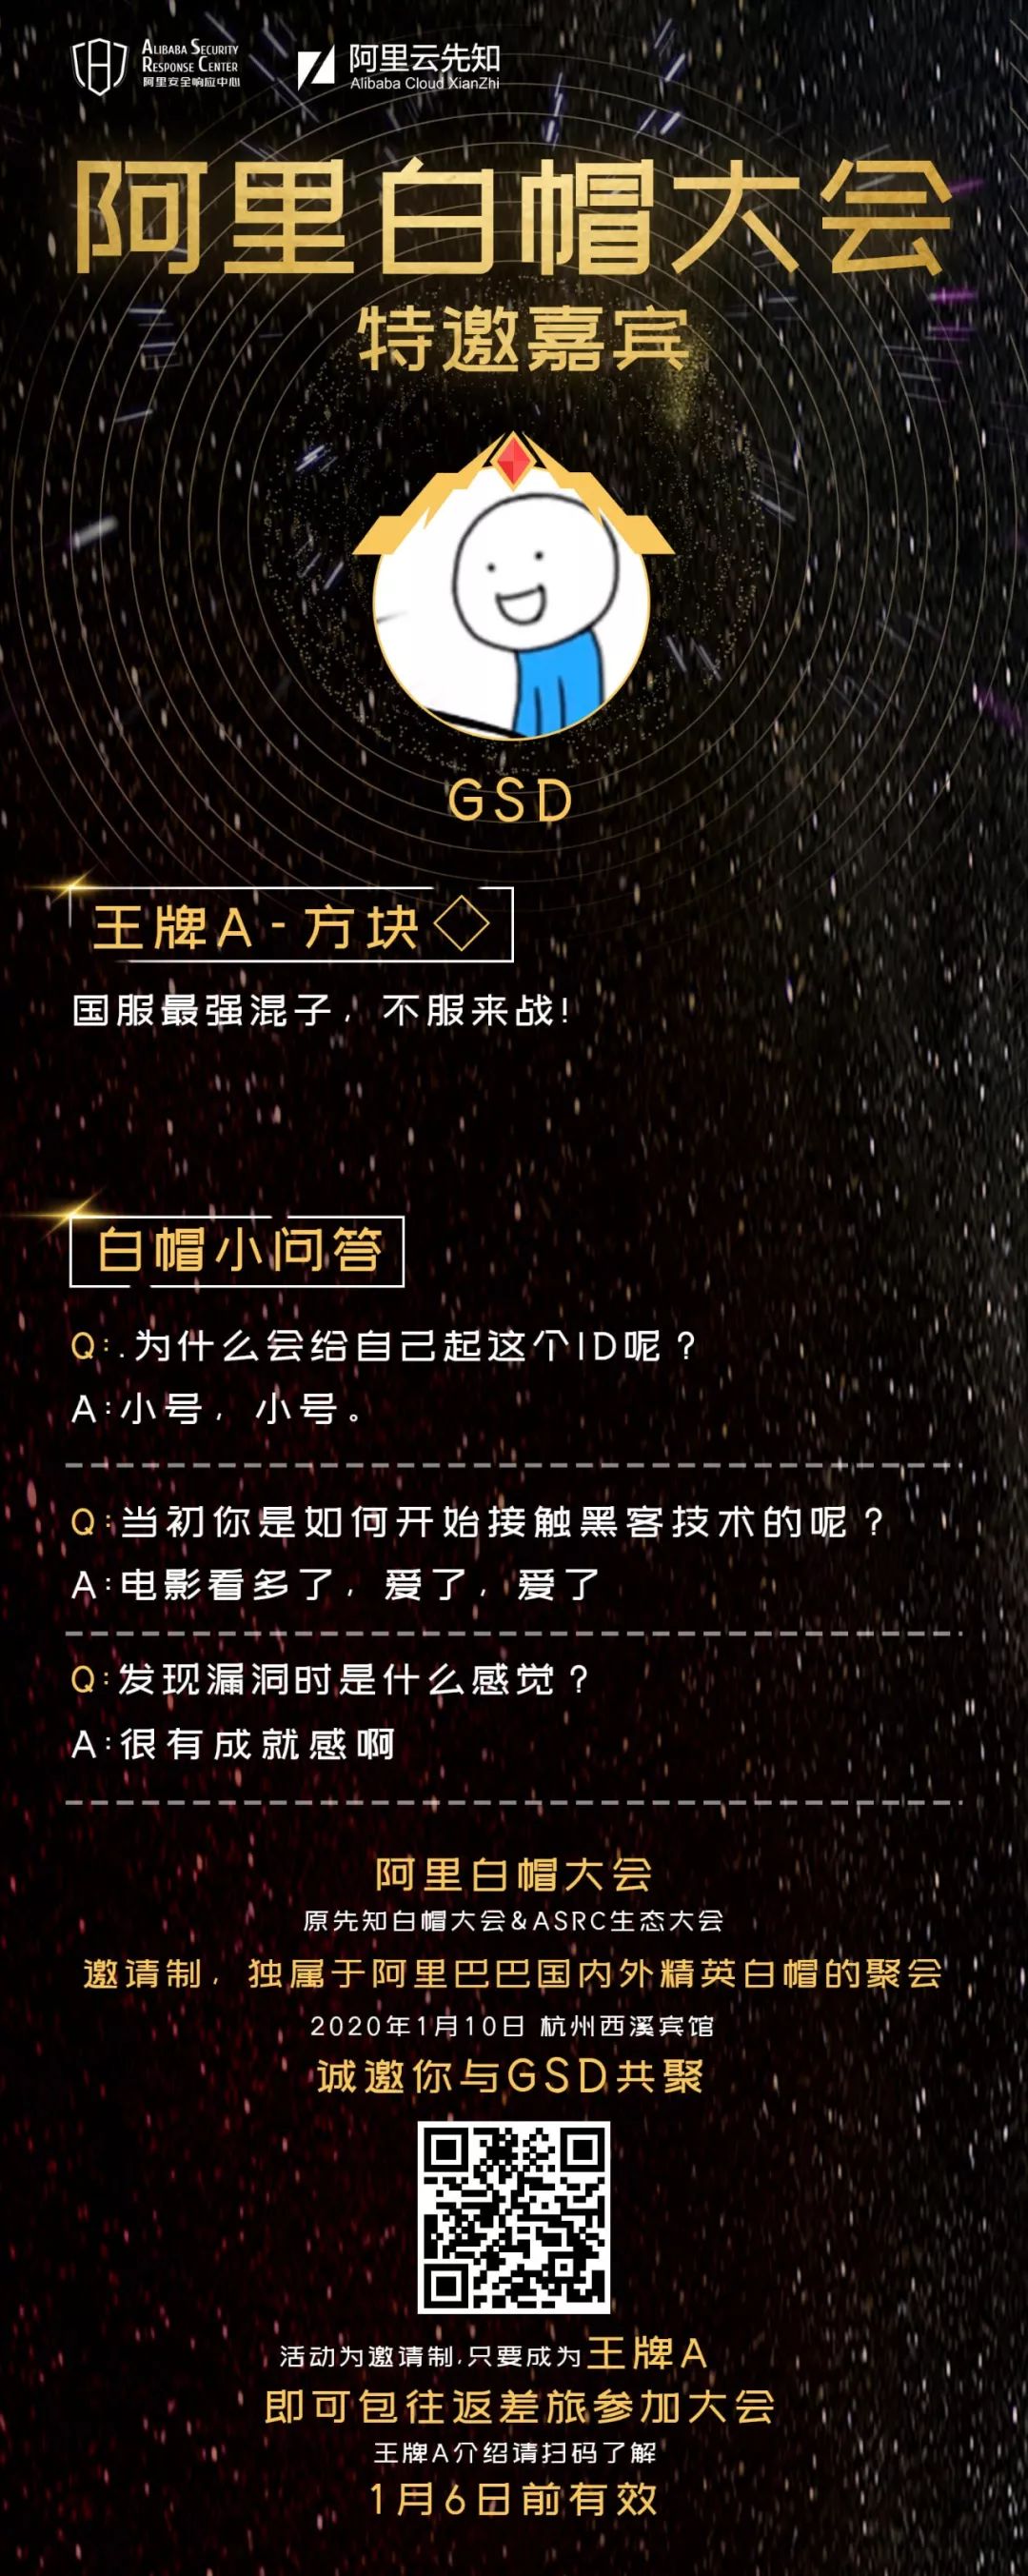 ALIBABA SECURITY
RESPONSE CENTER
阿里安全响应中心
阿里云先知
Alibaba Cloud XianZhi
阿里白帽大会
特邀嘉宾
GSD
王牌A-方块◇
国服最强混子，不服来战！
白帽小问答
Q:.为什么会给自己起这个ID呢？
A:小号，小号。
Q:当初你是如何开始接触黑客技术的呢？
A:电影看多了，爱了，爱了
Q:发现漏洞时是什么感觉？
A:很有成就感啊
阿里白帽大会
原先知白帽大会&ASRC生态大会
邀请制，独属于阿里巴巴国内外精英白帽的聚会
2020年1月10日 杭州西溪宾馆
诚邀你与GSD共聚
活动为邀请制,只要成为王牌A
即可包往返差旅参加大会
王牌A介绍请扫码了解
1月6日前有效